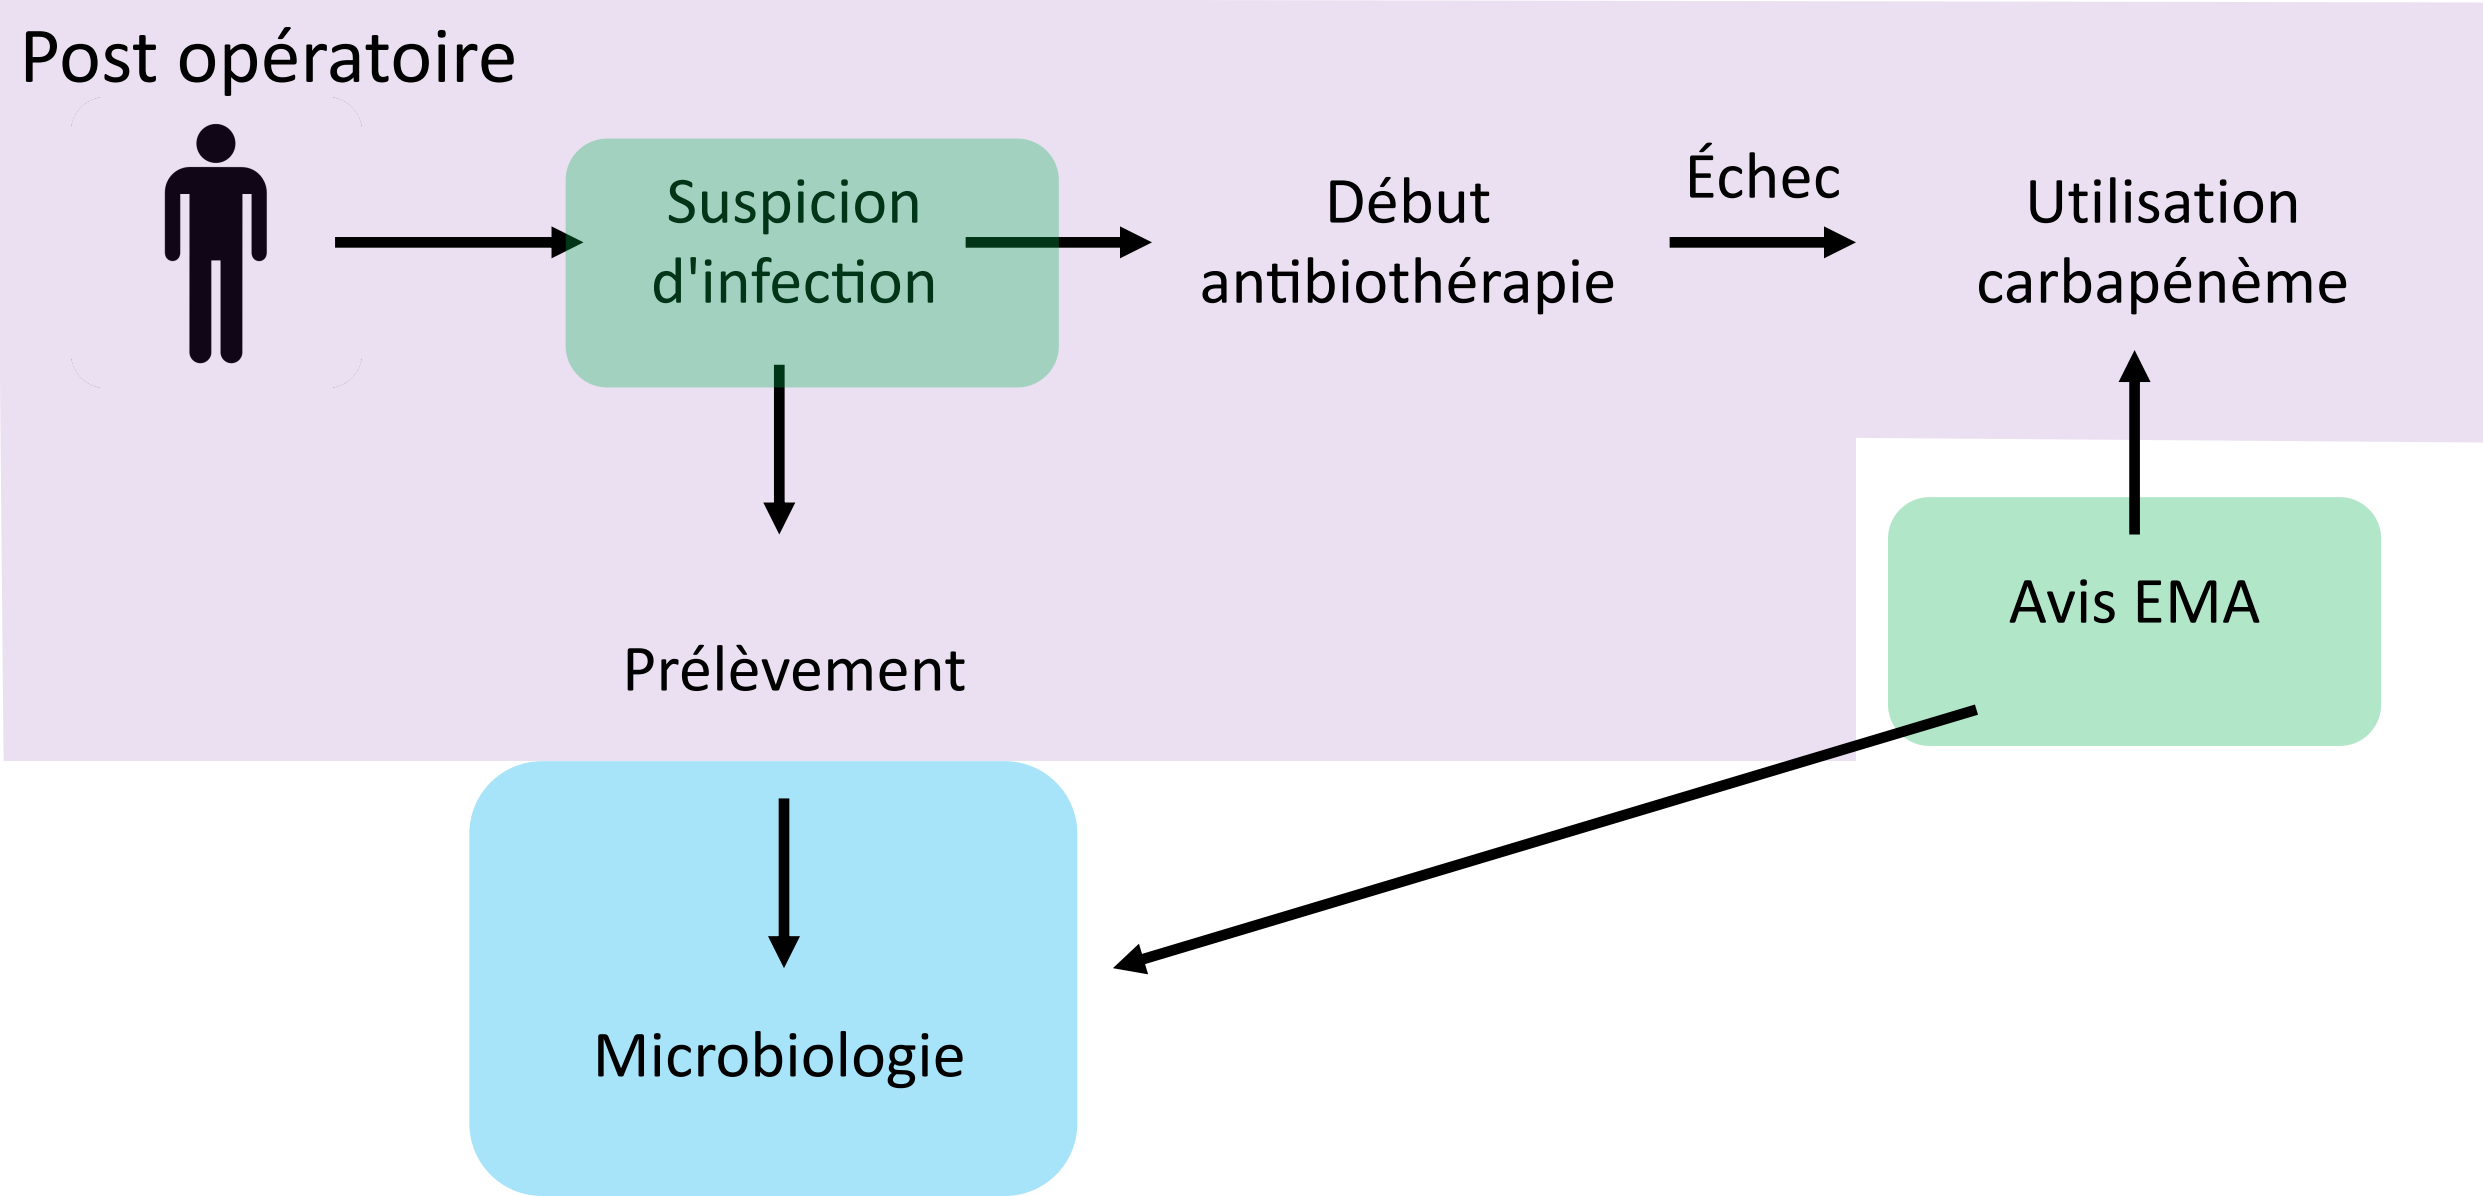 Post opératoire
Suspicion
d'infection
Début
antibiothérapie
Échec
Utilisation
carbapénème
Avis EMA
Prélèvement
Microbiologie